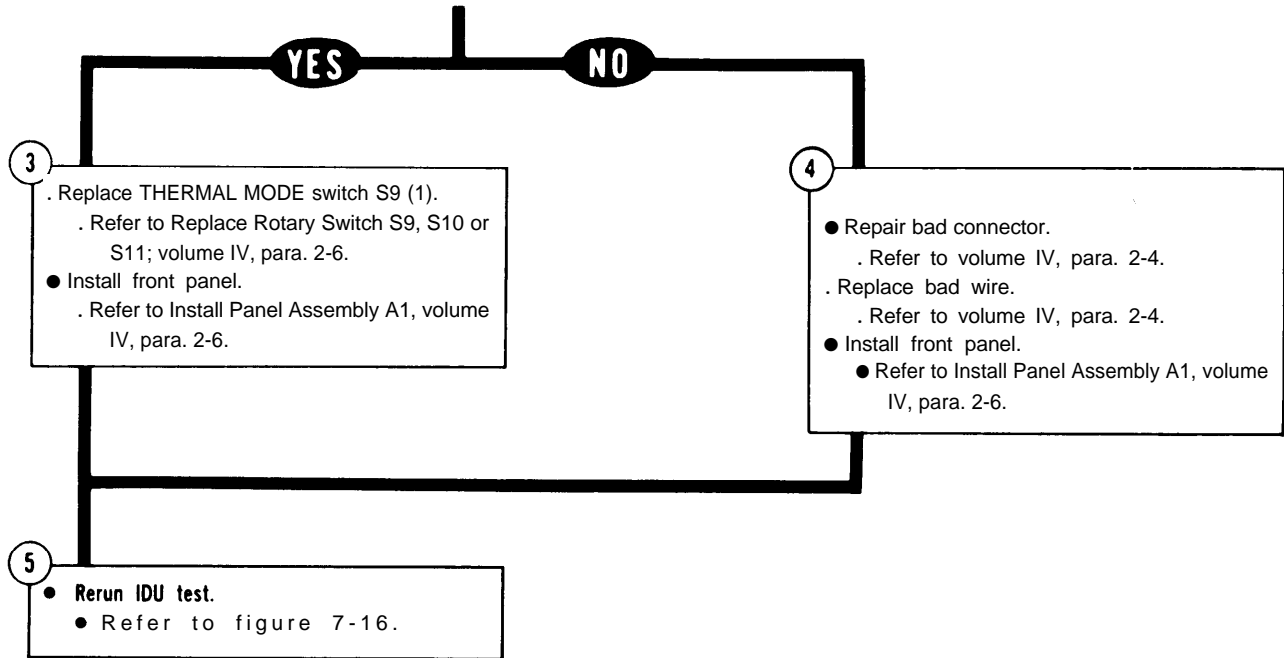 YES
NO
3
. Replace THERMAL MODE switch S9 (1).
. Refer to Replace Rotary Switch S9, S10 or
S11; volume IV, para. 2-6.
● Install front panel.
. Refer to Install Panel Assembly A1, volume
IV, para. 2-6.
4
● Repair bad connector.
. Refer to volume IV, para. 2-4.
. Replace bad wire.
. Refer to volume IV, para. 2-4.
● Install front panel.
● Refer to Install Panel Assembly A1, volume
IV, para. 2-6.
5
● Rerun IDU test.
● Refer to figure 7-16.